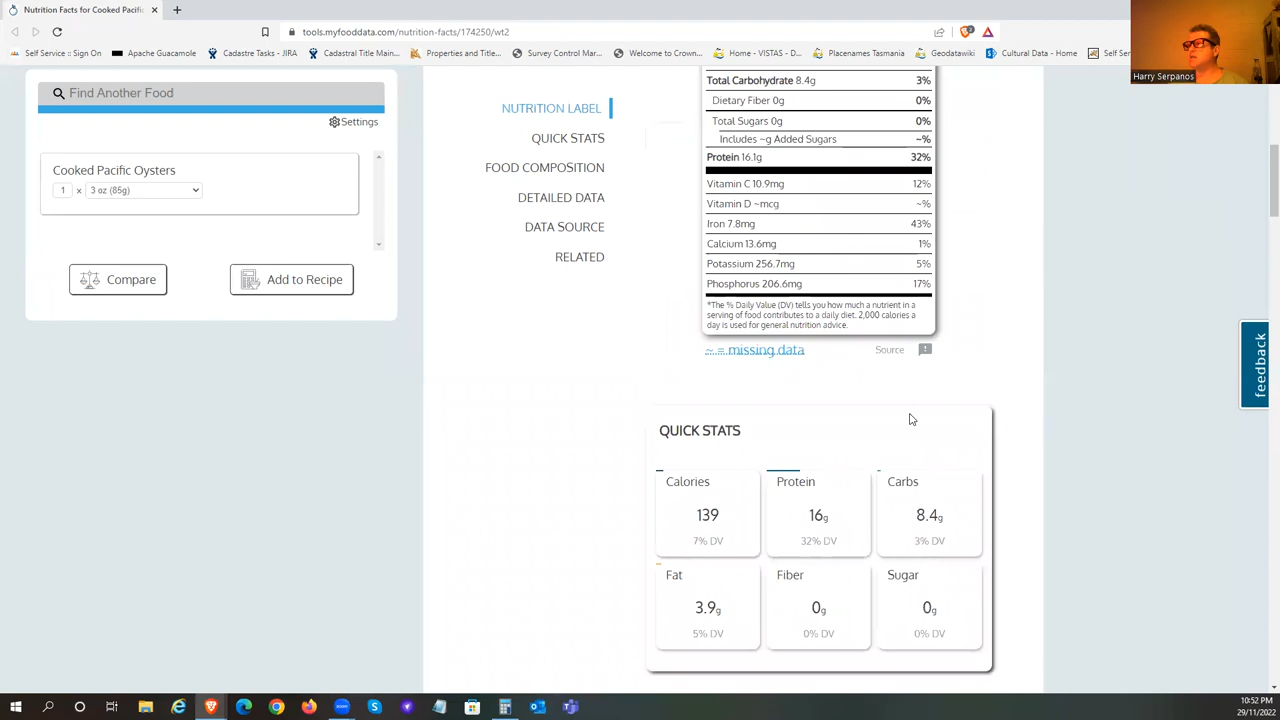 Nutrition Facts for Cooked Pacific
tools.myfooddata.com/nutrition-facts/174250/wt2
Self Service :: Sign On
Apache Guacamole
Cadastre Tasks - JIRA
Cadastral Title Main...
Properties and Title...
Survey Control Mar...
Welcome to Crown...
Home - VISTAS - D...
Placenames Tasmania
Geodatawiki
Cultural Data - Home
Self Serv
Harry Serpanos
Find Another Food
Settings
Cooked Pacific Oysters
1 x 3 oz (85g)
Compare
Add to Recipe
NUTRITION LABEL
QUICK STATS
FOOD COMPOSITION
DETAILED DATA
DATA SOURCE
RELATED
Total Carbohydrate 8.4g 3%
Dietary Fiber 0g 0%
Total Sugars 0g 0%
Includes ~g Added Sugars ~%
Protein 16.1g 32%
Vitamin C 10.9mg 12%
Vitamin D ~mcg ~%
Iron 7.8mg 43%
Calcium 13.6mg 1%
Potassium 256.7mg 5%
Phosphorus 206.6mg 17%
*The % Daily Value (DV) tells you how much a nutrient in a
serving of food contributes to a daily diet. 2,000 calories a
day is used for general nutrition advice.
~ = missing data
Source
feedback
QUICK STATS
Calories
139
7% DV
Protein
16g
32% DV
Carbs
8.4g
3% DV
Fat
3.9g
5% DV
Fiber
0g
0% DV
Sugar
0g
0% DV
10:52 PM
29/11/2022